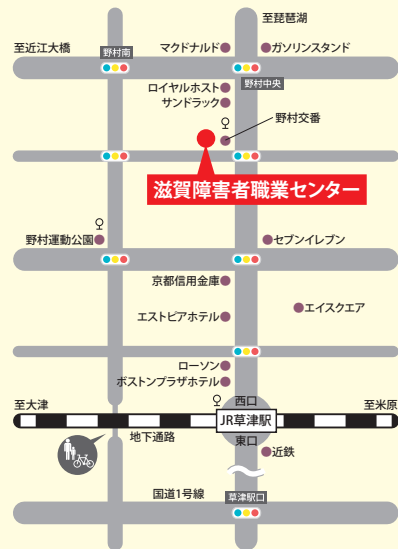 至琵琶湖
至近江大橋
野村南
マクドナルド
ガソリンスタンド
野村中央
ロイヤルホスト
サンドラック
野村交番
滋賀障害者職業センター
野村運動公園
セブンイレブン
京都信用金庫
エイスクエア
エストピアホテル
ローソン
ボストンプラザホテル
至大津
西口
至米原
JR草津駅
地下通路
東口
近鉄
国道1号線
草津駅口